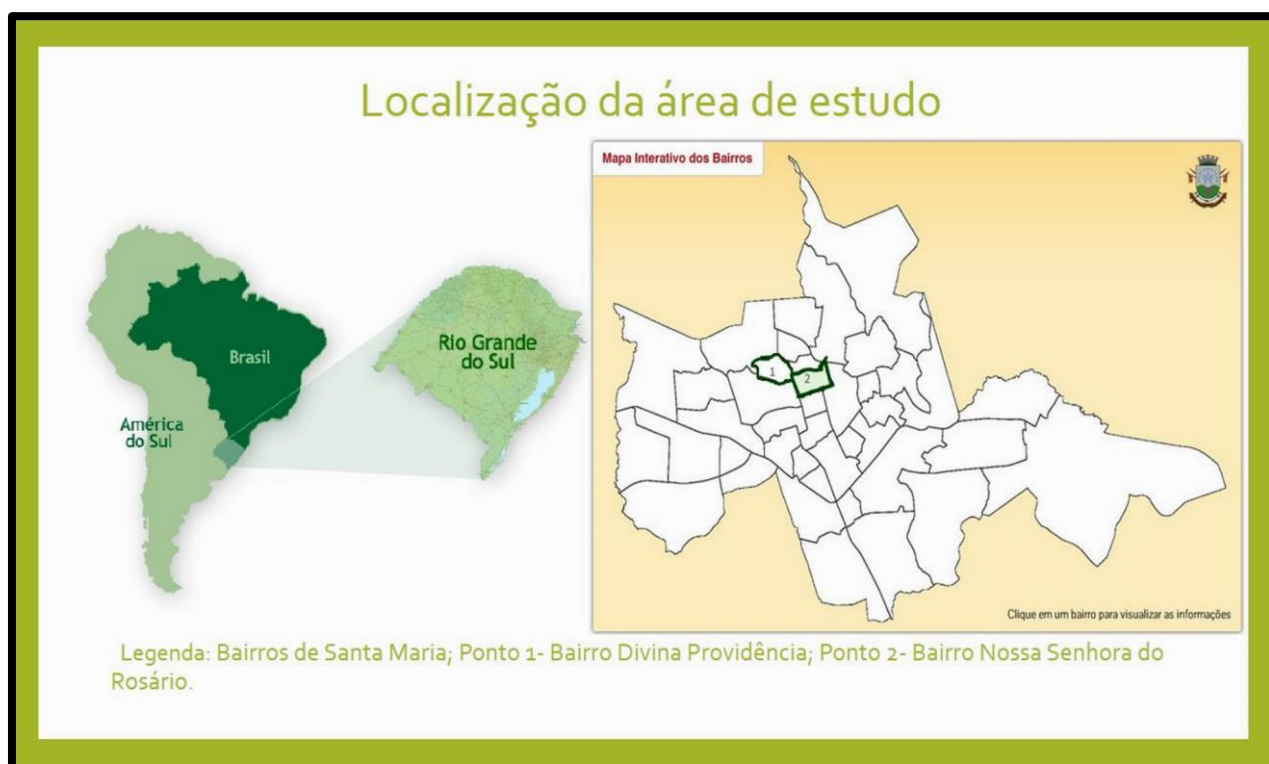 Localização da área de estudo
Mapa Interativo dos Bairros
Brasil
América
do Sul
Rio Grande
do Sul
1
2
Clique em um bairro para visualizar as informações
Legenda: Bairros de Santa Maria; Ponto 1- Bairro Divina Providência; Ponto 2- Bairro Nossa Senhora do
Rosário.